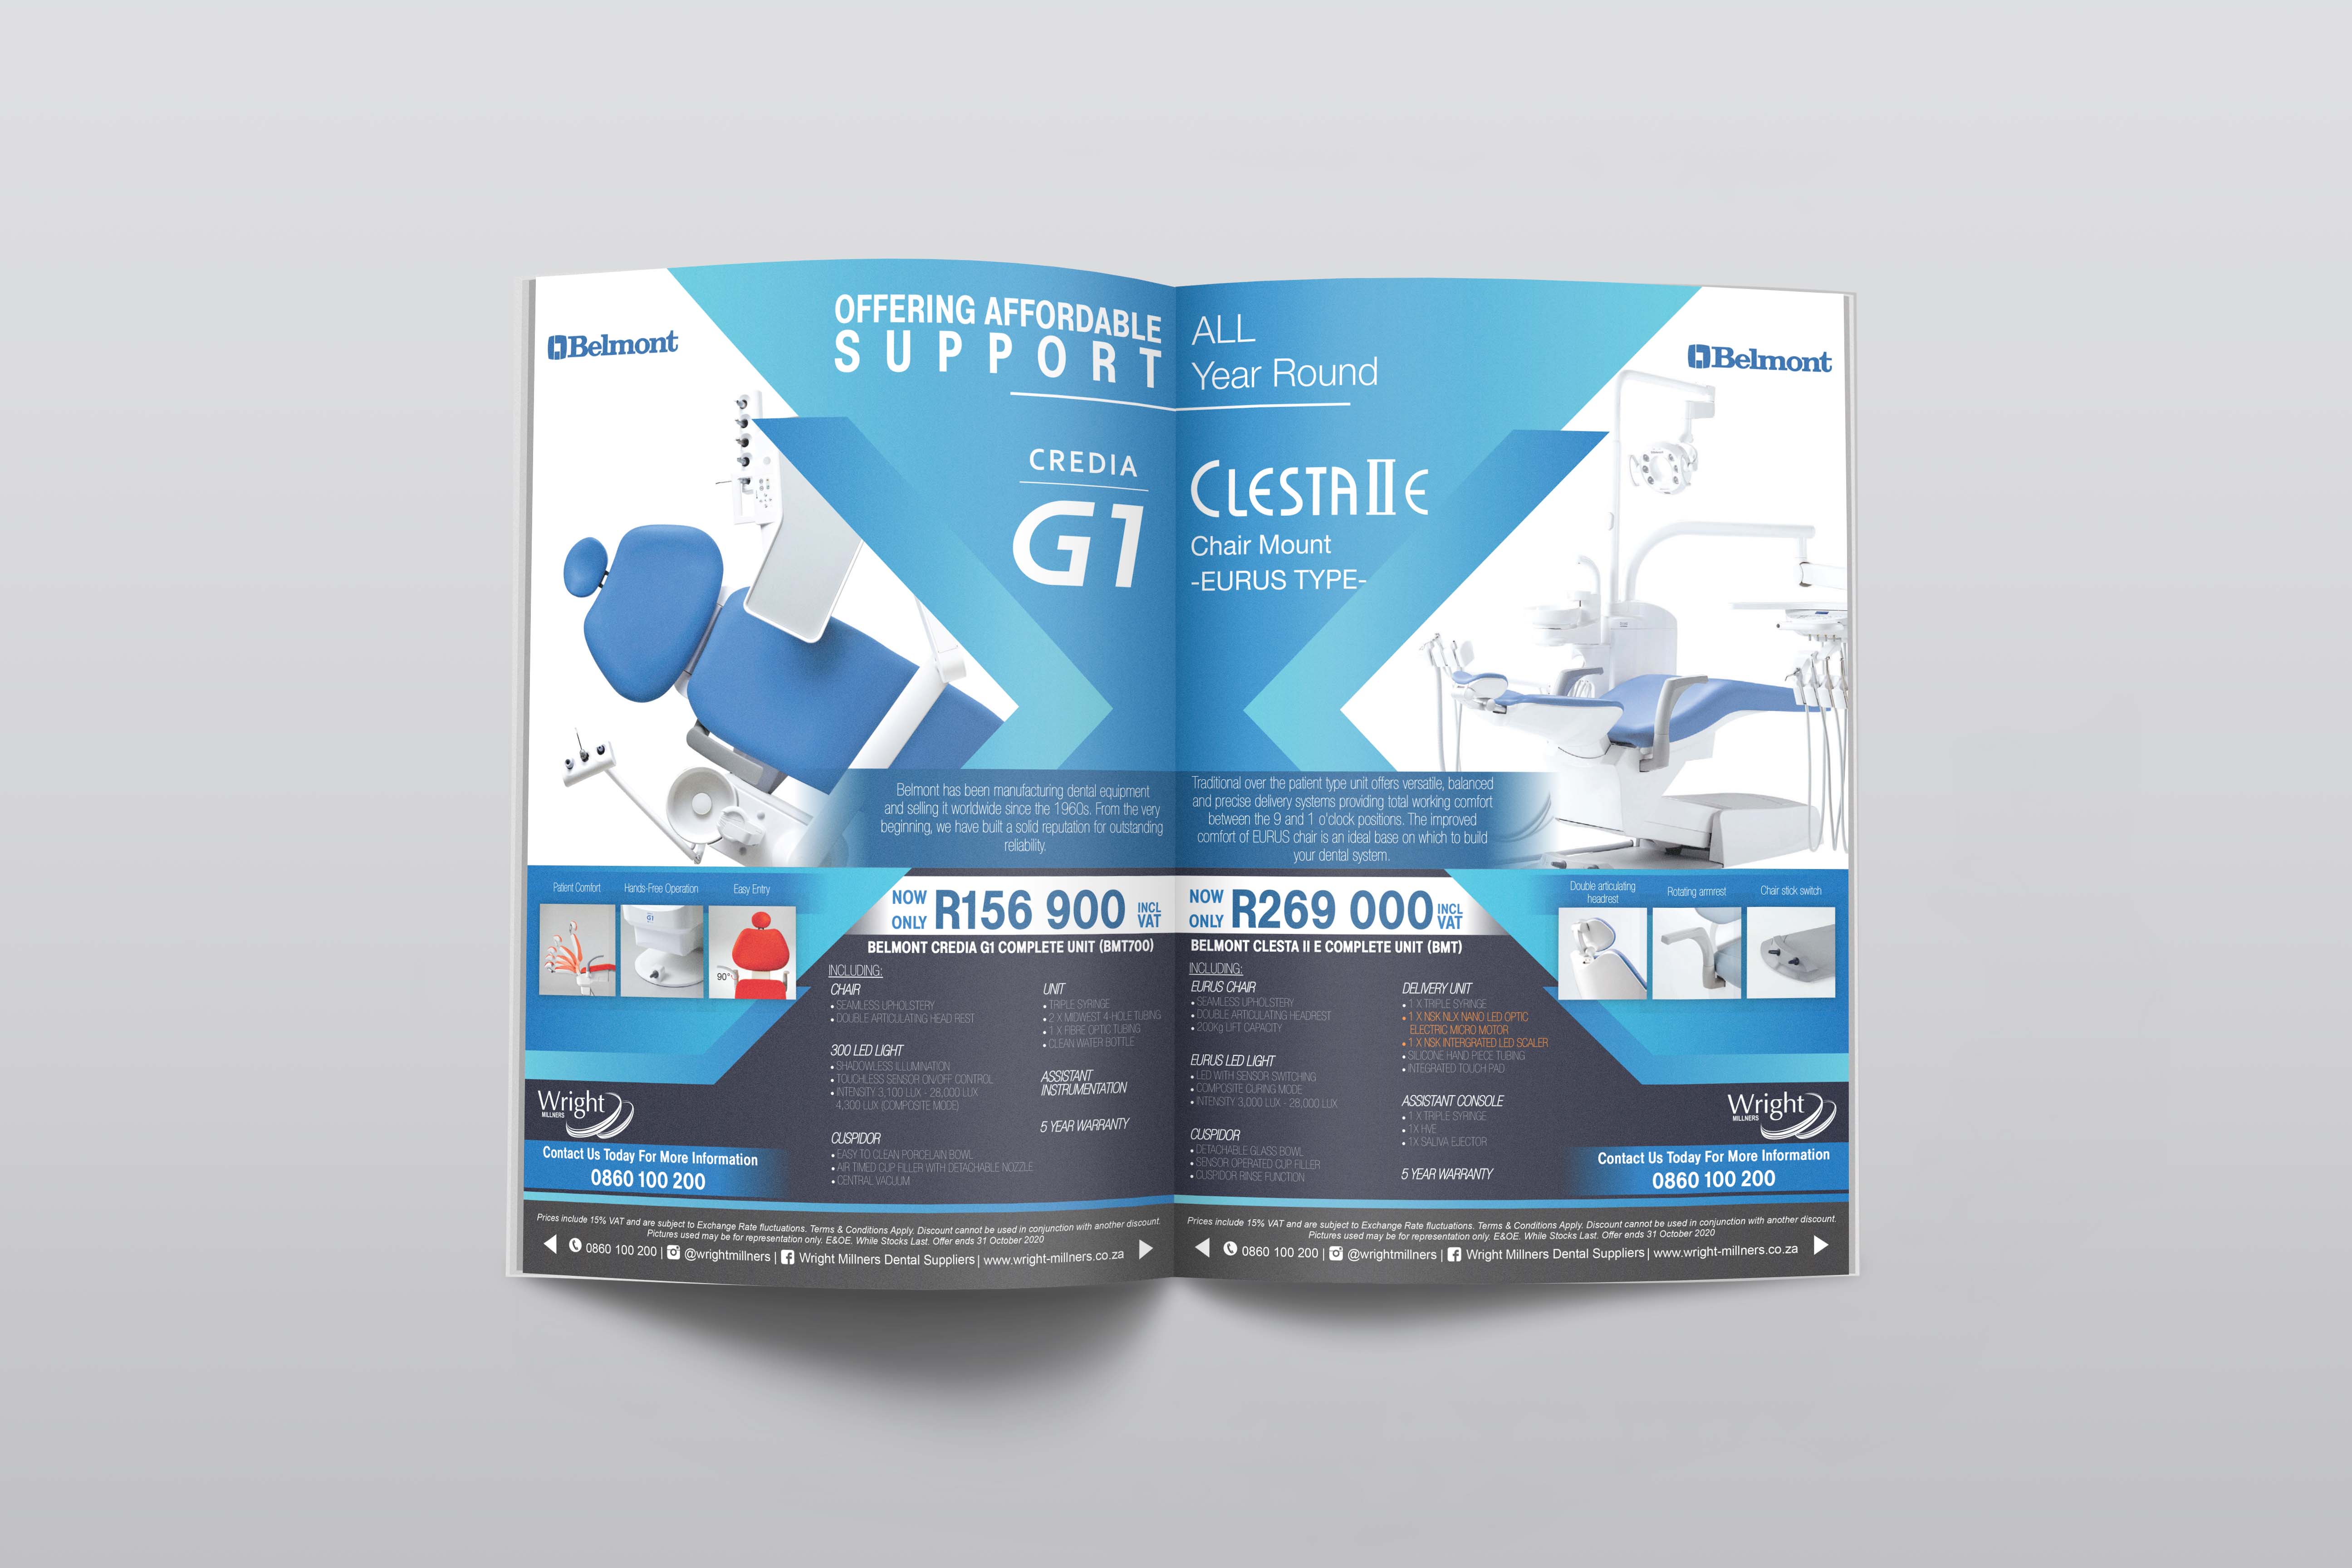 Belmont
OFFERING AFFORDABLE
SUPPORT
CREDIA
G1
Belmont has been manufacturing dental equipment
and selling it worldwide since the 1960s. From the very
beginning, we have built a solid reputation for outstanding
reliability.
Patient Comfort
Hands-Free Operation
Easy Entry
G1
90°
NOW
ONLY
R156 900
INCL
VAT
BELMONT CREDIA G1 COMPLETE UNIT (BMT700)
INCLUDING:
CHAIR
• SEAMLESS UPHOLSTERY
• DOUBLE ARTICULATING HEAD REST
300 LED LIGHT
• SHADOWLESS ILLUMINATION
• TOUCHLESS SENSOR ON/OFF CONTROL
• INTENSITY 3,100 LUX - 28,000 LUX
4,300 LUX (COMPOSITE MODE)
CUSPIDOR
• EASY TO CLEAN PORCELAIN BOWL
• AIR TIMED CUP FILLER WITH DETACHABLE NOZZLE
• CENTRAL VACUUM
UNIT
• TRIPLE SYRINGE
• 2 X MIDWEST 4-HOLE TUBING
• 1 X FIBRE OPTIC TUBING
• CLEAN WATER BOTTLE
ASSISTANT
INSTRUMENTATION
5 YEAR WARRANTY
Wright
MILLNERS
Contact Us Today For More Information
0860 100 200
Prices include 15% VAT and are subject to Exchange Rate fluctuations. Terms & Conditions Apply. Discount cannot be used in conjunction with another discount.
Pictures used may be for representation only. E&OE. While Stocks Last. Offer ends 31 October 2020
0860 100 200 | @wrightmillners | Wright Millners Dental Suppliers | www.wright-millners.co.za
ALL
Year Round
Belmont
CLESTA II E
Chair Mount
-EURUS TYPE-
Traditional over the patient type unit offers versatile, balanced
and precise delivery systems providing total working comfort
between the 9 and 1 o'clock positions. The improved
comfort of EURUS chair is an ideal base on which to build
your dental system.
NOW
ONLY
R269 000
INCL
VAT
Double articulating
headrest
Rotating armrest
Chair stick switch
BELMONT CLESTA II E COMPLETE UNIT (BMT)
INCLUDING:
EURUS CHAIR
• SEAMLESS UPHOLSTERY
• DOUBLE ARTICULATING HEADREST
• 200Kg LIFT CAPACITY
EURUS LED LIGHT
• LED WITH SENSOR SWITCHING
• COMPOSITE CURING MODE
• INTENSITY 3,000 LUX - 28,000 LUX
CUSPIDOR
• DETACHABLE GLASS BOWL
• SENSOR OPERATED CUP FILLER
• CUSPIDOR RINSE FUNCTION
DELIVERY UNIT
• 1 X TRIPLE SYRINGE
• 1 X NSK NLX NANO LED OPTIC
ELECTRIC MICRO MOTOR
• 1 X NSK INTERGRATED LED SCALER
• SILICONE HAND PIECE TUBING
• INTEGRATED TOUCH PAD
ASSISTANT CONSOLE
• 1 X TRIPLE SYRINGE
• 1X HVE
• 1X SALIVA EJECTOR
5 YEAR WARRANTY
Wright
MILLNERS
Contact Us Today For More Information
0860 100 200
Prices include 15% VAT and are subject to Exchange Rate fluctuations. Terms & Conditions Apply. Discount cannot be used in conjunction with another discount.
Pictures used may be for representation only. E&OE. While Stocks Last. Offer ends 31 October 2020
0860 100 200 | @wrightmillners | Wright Millners Dental Suppliers | www.wright-millners.co.za